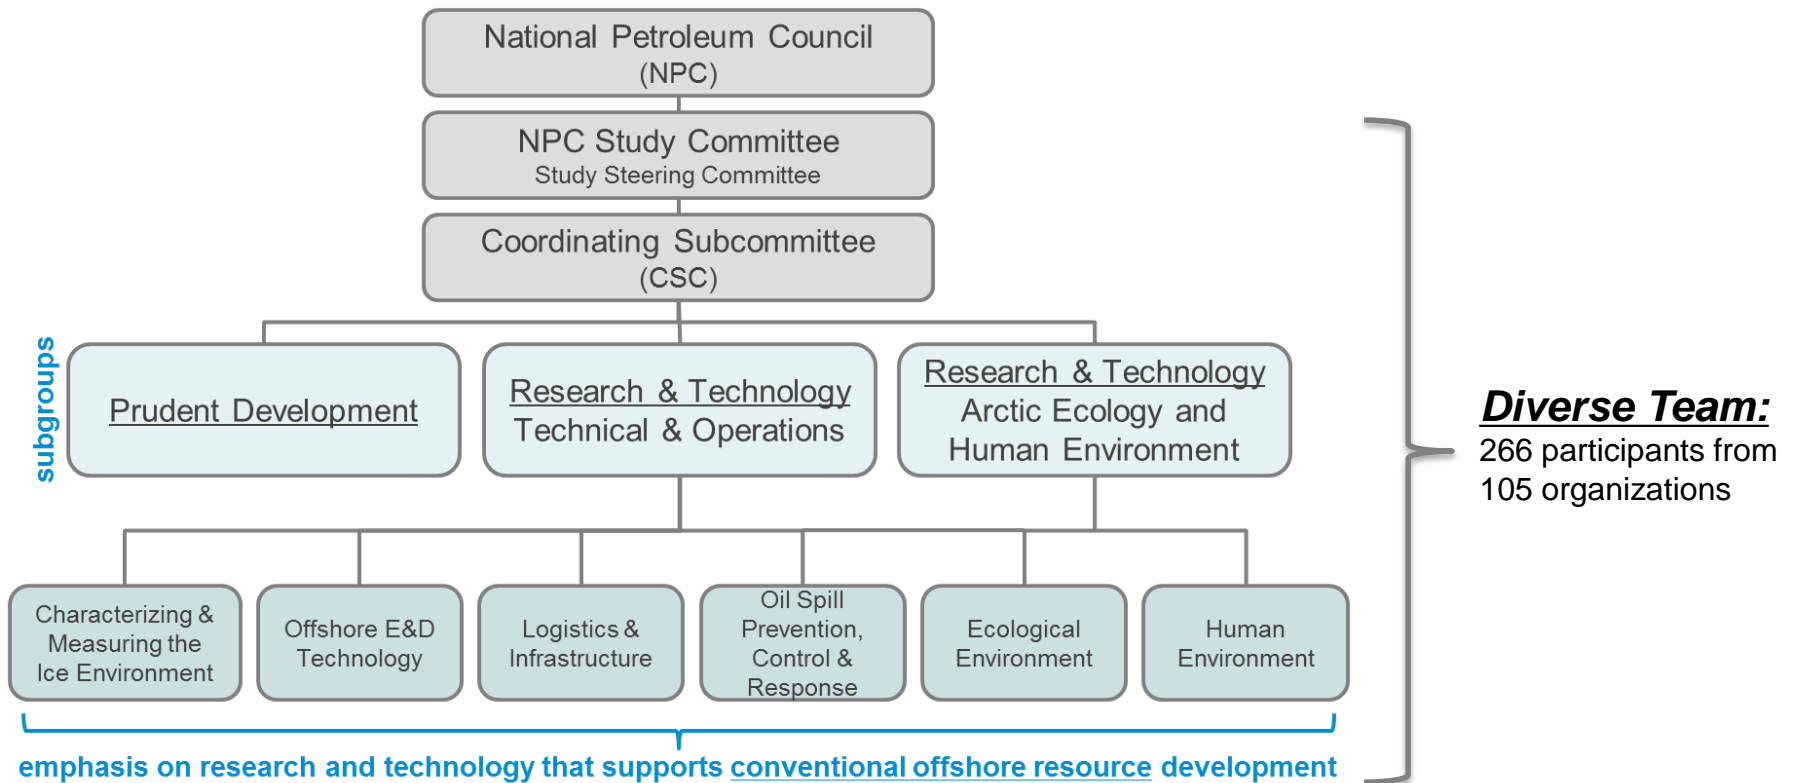 National Petroleum Council
(NPC)
NPC Study Committee
Study Steering Committee
Coordinating Subcommittee
(CSC)
subgroups
Prudent Development
Research & Technology
Technical & Operations
Research & Technology
Arctic Ecology and
Human Environment
Diverse Team:
266 participants from
105 organizations
Characterizing &
Measuring the
Ice Environment
Offshore E&D
Technology
Logistics &
Infrastructure
Oil Spill
Prevention,
Control &
Response
Ecological
Environment
Human
Environment
emphasis on research and technology that supports conventional offshore resource development